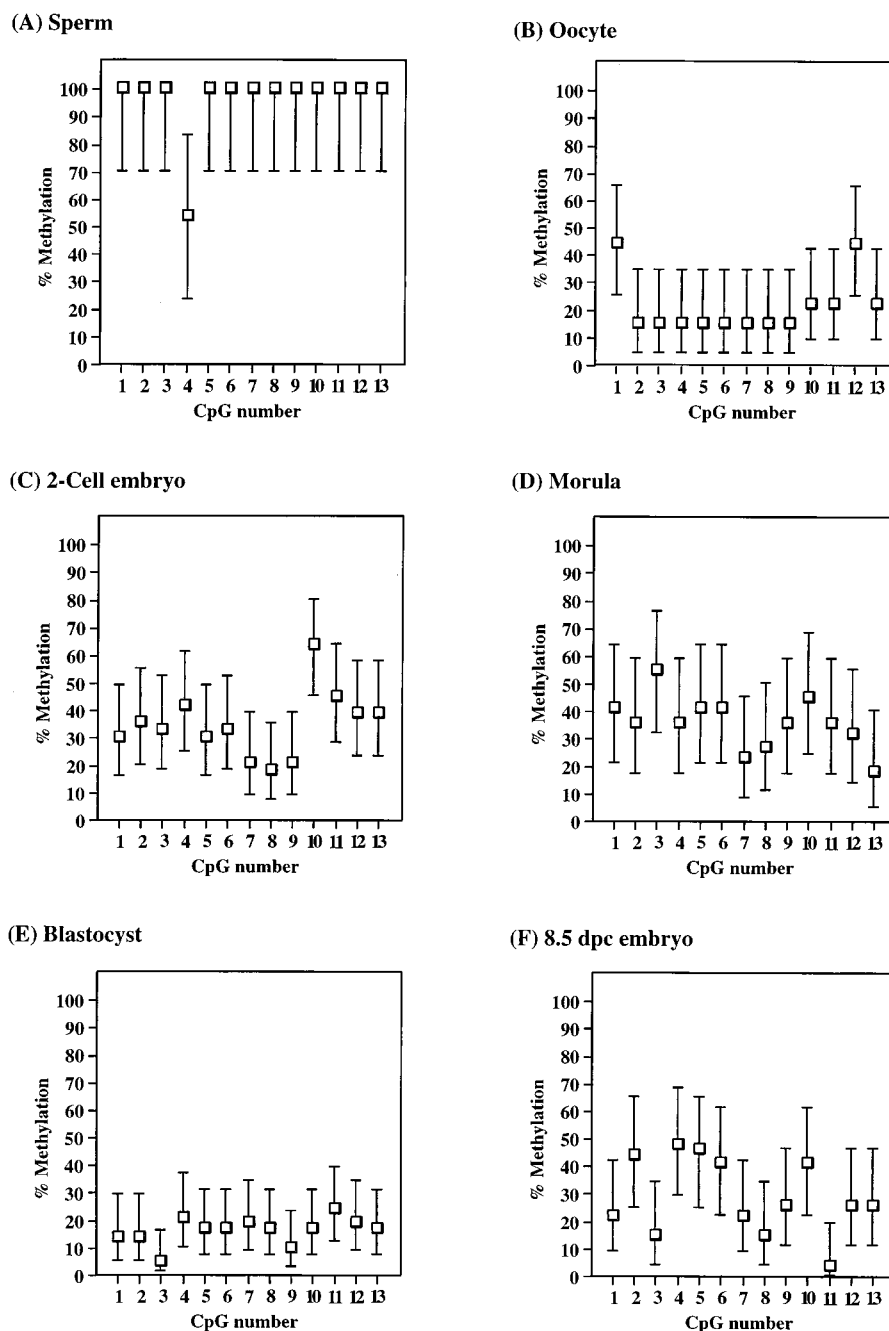 (A) Sperm
100
90
80
70
60
50
40
30
20
10
0
% Methylation
1 2 3 4 5 6 7 8 9 10 11 12 13
CpG number
(B) Oocyte
100
90
80
70
60
50
40
30
20
10
0
% Methylation
1 2 3 4 5 6 7 8 9 10 11 12 13
CpG number
(C) 2-Cell embryo
100
90
80
70
60
50
40
30
20
10
0
% Methylation
1 2 3 4 5 6 7 8 9 10 11 12 13
CpG number
(D) Morula
100
90
80
70
60
50
40
30
20
10
0
% Methylation
1 2 3 4 5 6 7 8 9 10 11 12 13
CpG number
(E) Blastocyst
100
90
80
70
60
50
40
30
20
10
0
% Methylation
1 2 3 4 5 6 7 8 9 10 11 12 13
CpG number
(F) 8.5 dpc embryo
100
90
80
70
60
50
40
30
20
10
0
% Methylation
1 2 3 4 5 6 7 8 9 10 11 12 13
CpG number